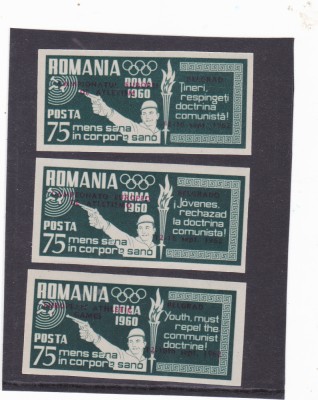 ROMANIA
ROMA
1960
Tineri,
respingeți
doctrina
comunistă!
POSTA
75 mens sana
in corpore sano
ROMANIA
ROMA
1960
¡Jóvenes,
rechazad
la doctrina
comunista!
POSTA
75 mens sana
in corpore sano
ROMANIA
ROMA
1960
Youth, must
repel the
communist
doctrine!
POSTA
75 mens sana
in corpore sano